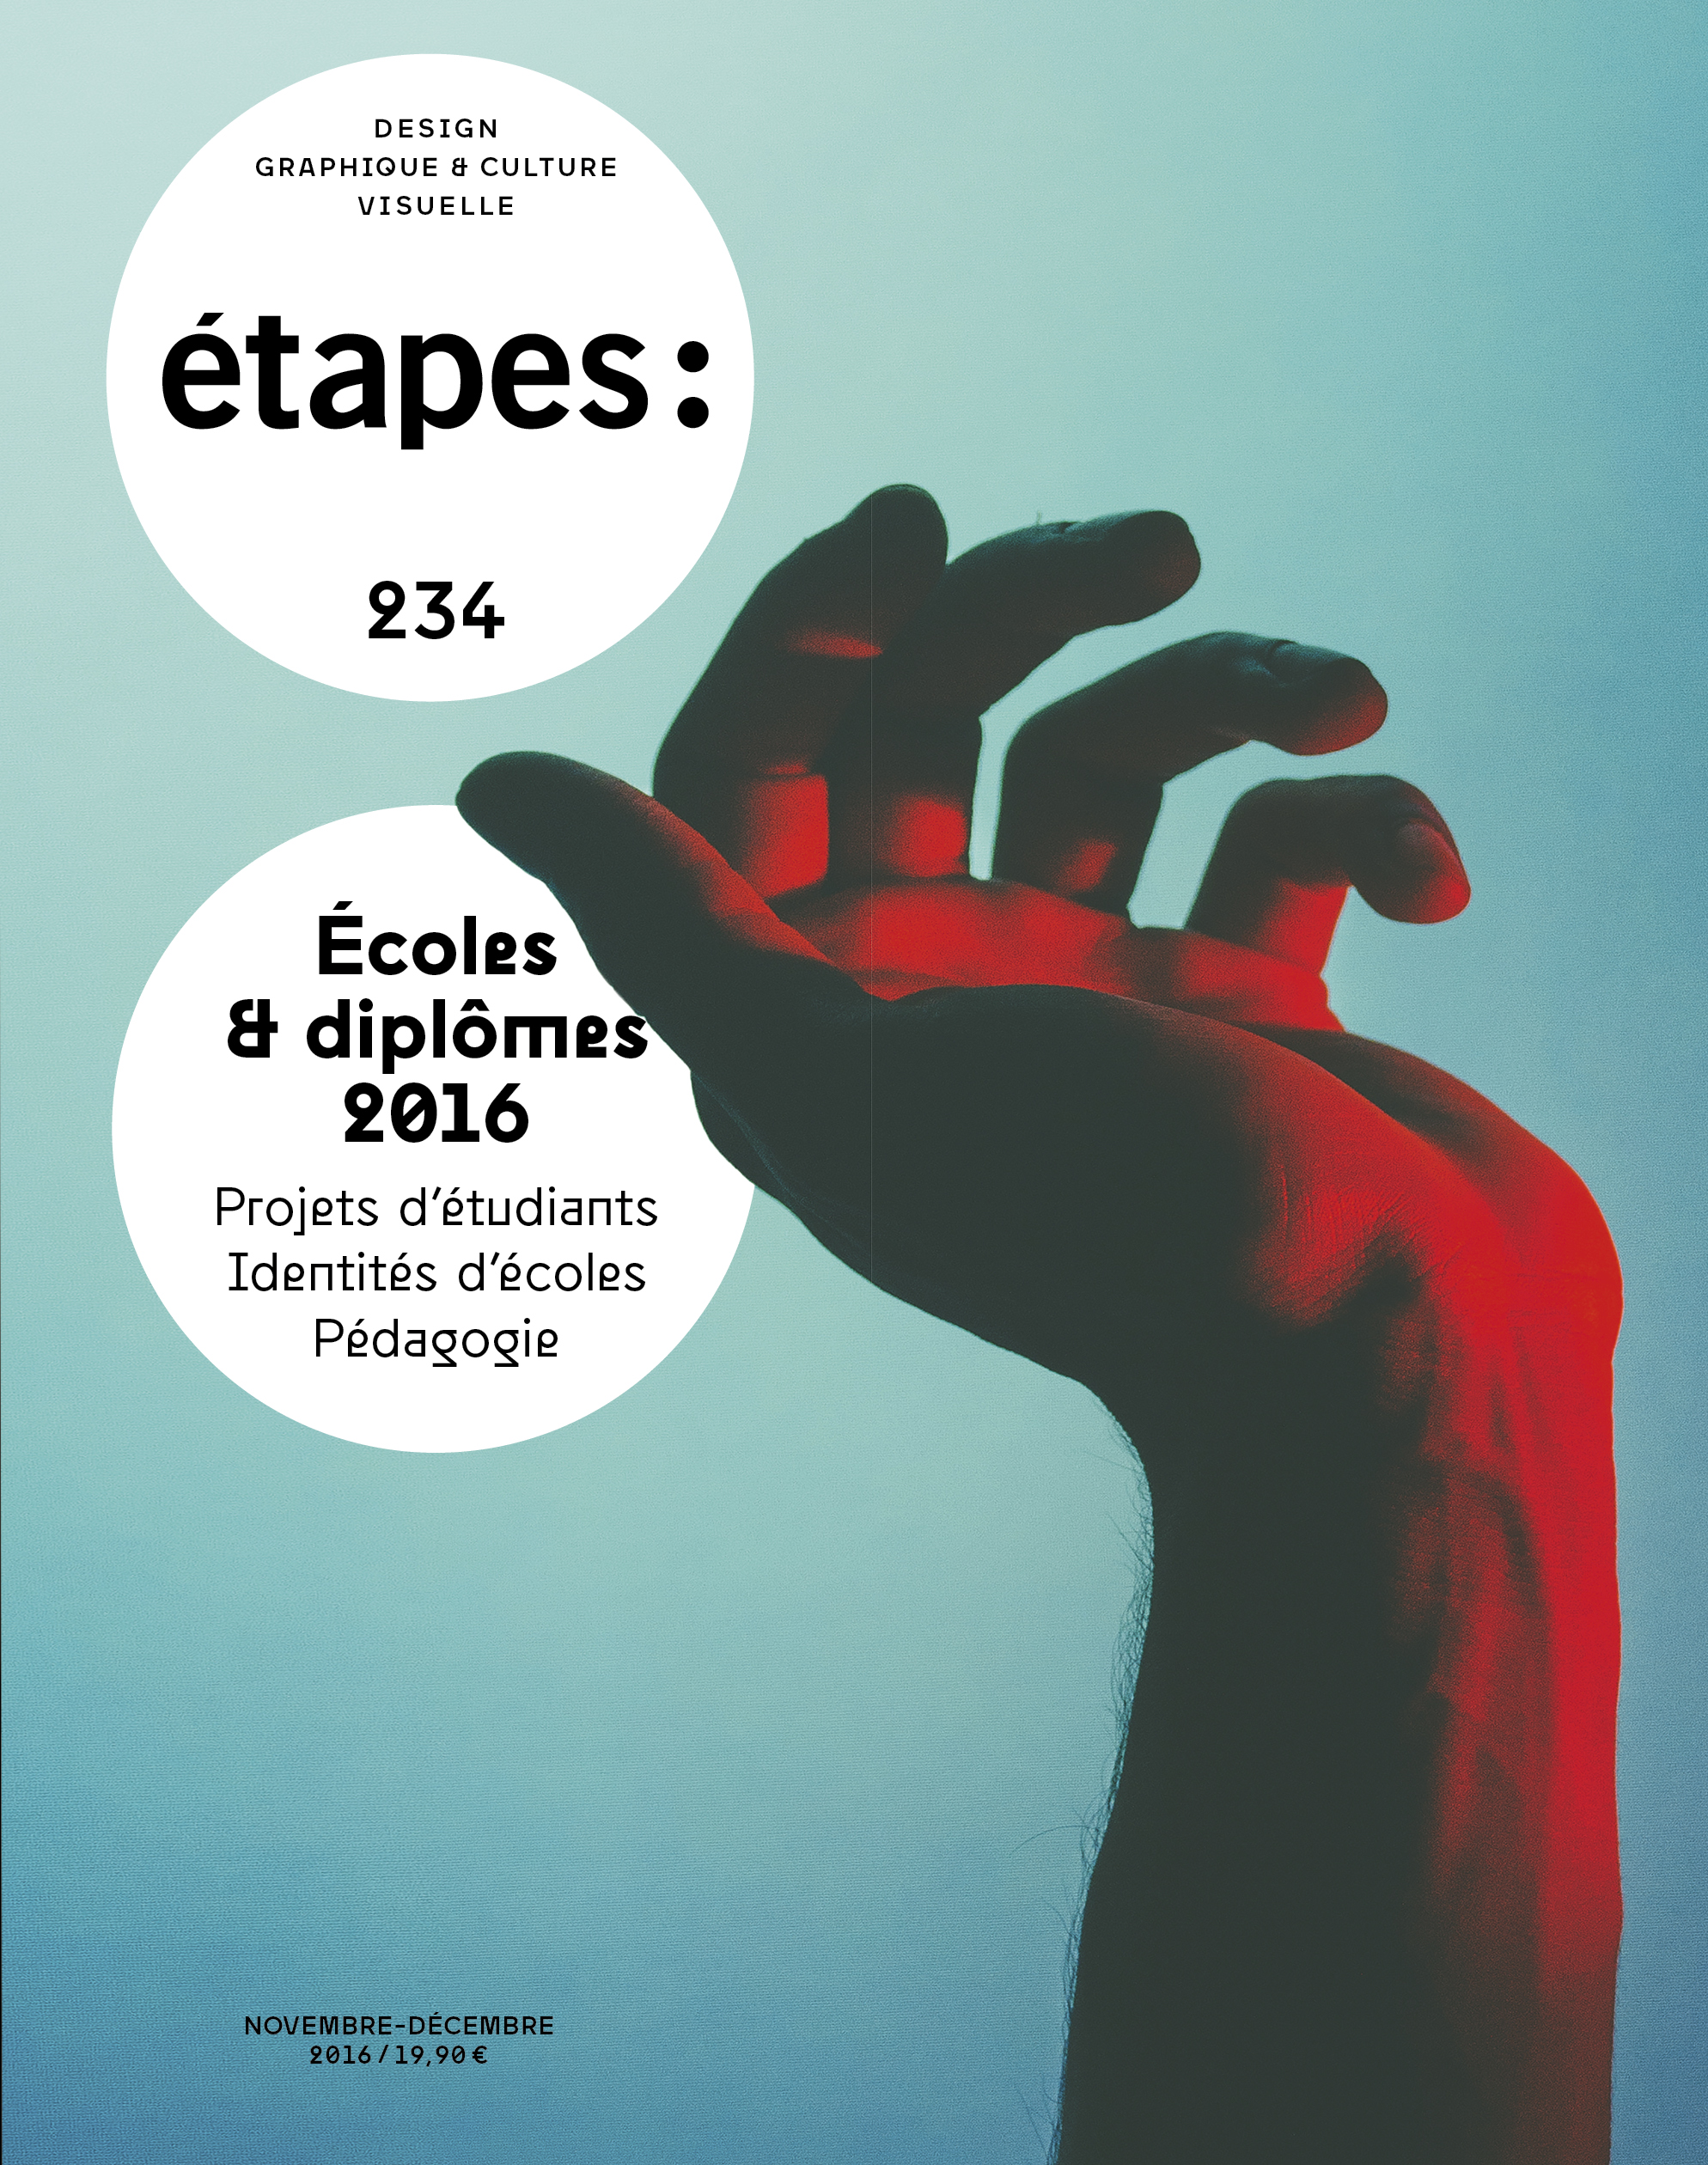 DESIGN
GRAPHIQUE & CULTURE
VISUELLE
étapes:
234
Écoles
& diplômes
2016
Projets d’étudiants
Identités d’écoles
Pédagogie
NOVEMBRE-DÉCEMBRE
2016 / 19,90 €